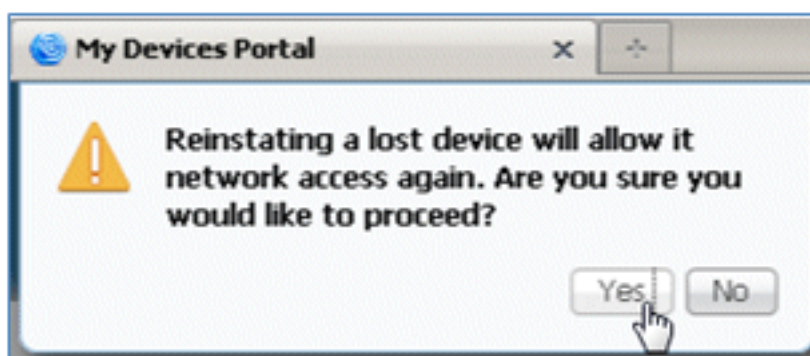 My Devices Portal
Reinstating a lost device will allow it
network access again. Are you sure you
would like to proceed?
Yes No